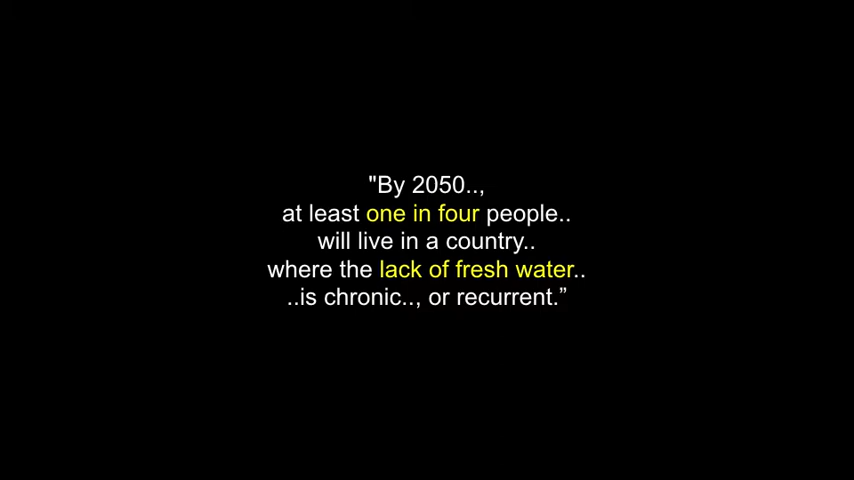 "By 2050..,
at least one in four people..
will live in a country..
where the lack of fresh water..
..is chronic.., or recurrent.”